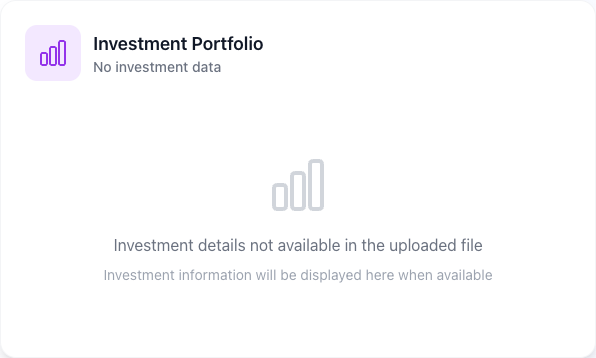 Investment Portfolio
No investment data
Investment details not available in the uploaded file
Investment information will be displayed here when available